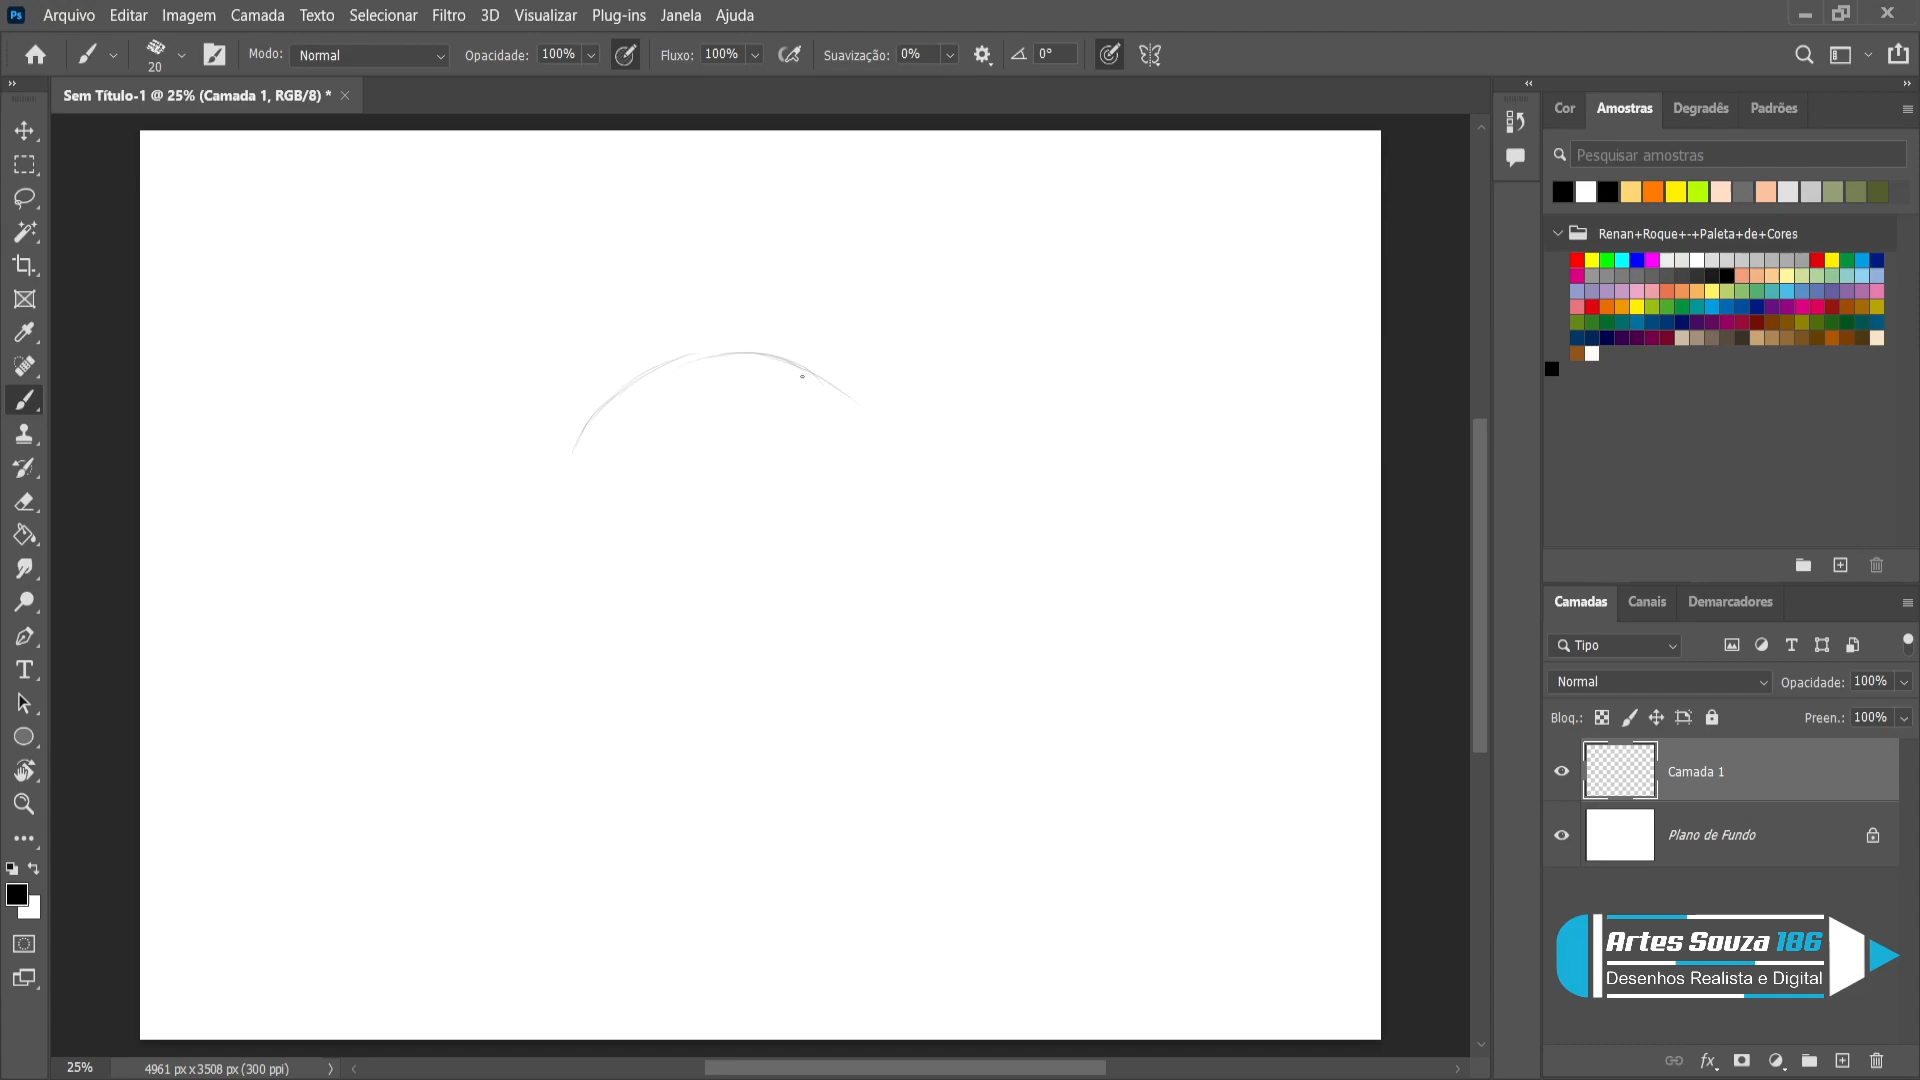 Ps Arquivo Editar Imagem Camada Texto Selecionar Filtro 3D Visualizar Plug-ins Janela Ajuda
20 Modo: Normal Opacidade: 100% Fluxo: 100% Suavização: 0% 0°
Sem Título-1 @ 25% (Camada 1, RGB/8) *
Cor Amostras Degradês Padrões
Pesquisar amostras
Renan+Roque+-+Paleta+de+Cores
Camadas Canais Demarcadores
Tipo
Normal Opacidade: 100%
Bloq.: Preen.: 100%
Camada 1
Plano de Fundo
Artes Souza 186
Desenhos Realista e Digital
25% 4961 px x 3508 px (300 ppi)